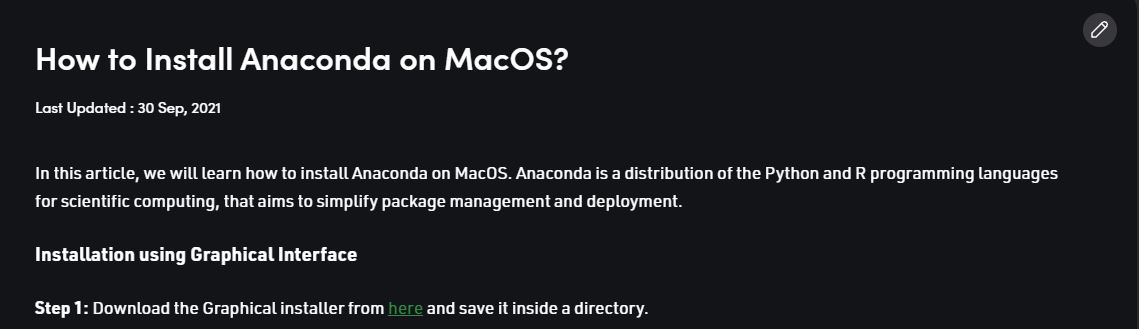 How to Install Anaconda on MacOS?
Last Updated : 30 Sep, 2021
In this article, we will learn how to install Anaconda on MacOS. Anaconda is a distribution of the Python and R programming languages
for scientific computing, that aims to simplify package management and deployment.
Installation using Graphical Interface
Step 1: Download the Graphical installer from here and save it inside a directory.